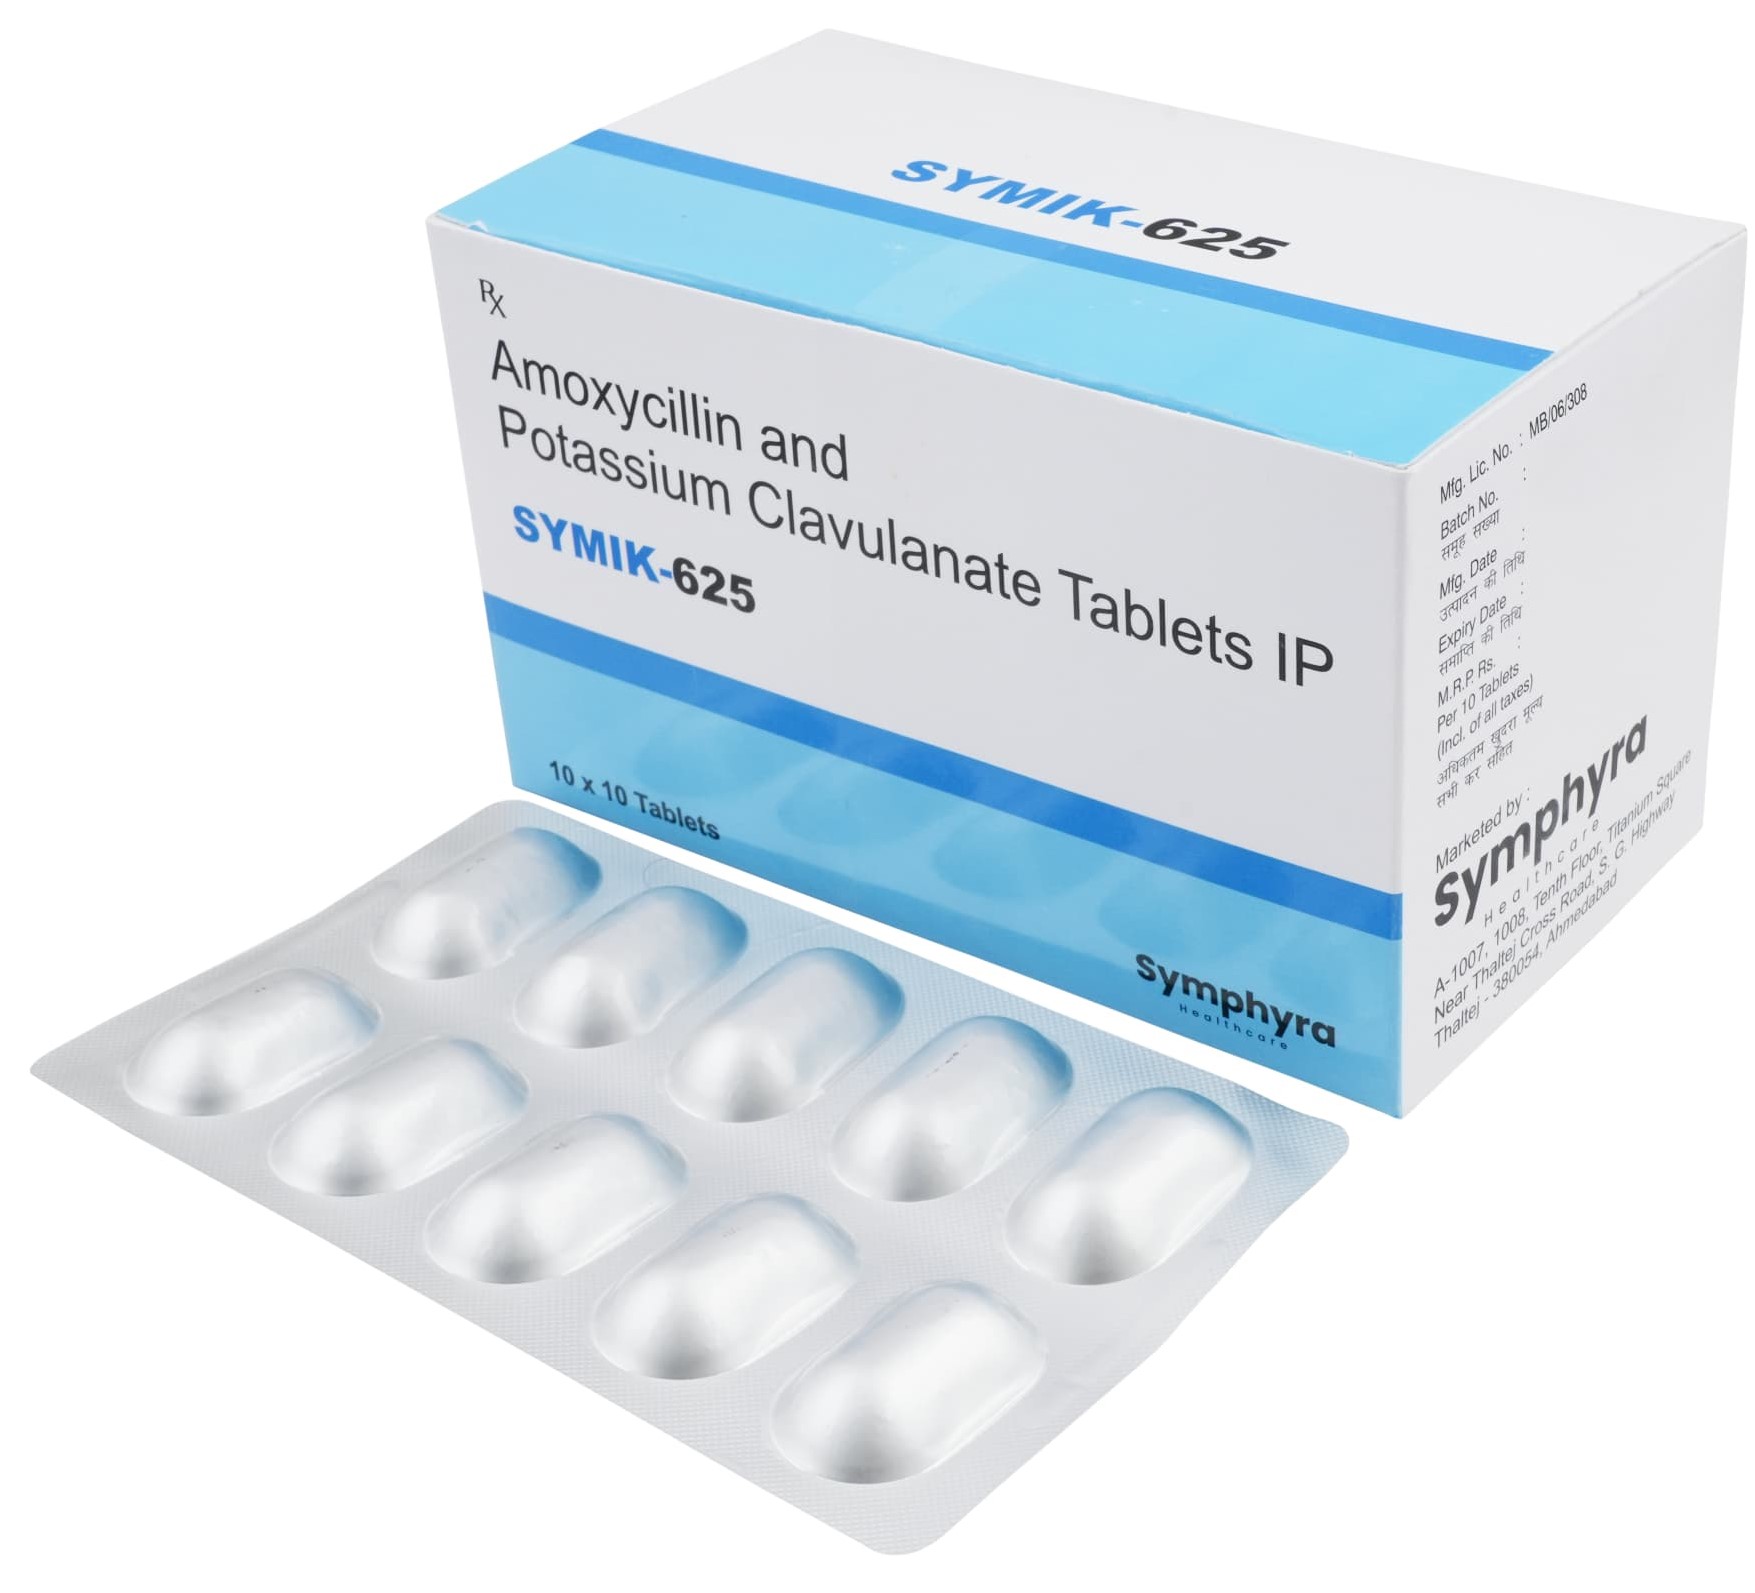 SYMIK-625
Rx
Amoxycillin and
Potassium Clavulanate Tablets IP
SYMIK-625
10 x 10 Tablets
Symphyra
Healthcare
Mfg. Lic. No. : MB/06/308
Batch No. :
समूह सख्या
Mfg. Date :
उत्पादन की तिथि
Expiry Date :
समाप्ति की तिथि
M.R.P. Rs. :
Per 10 Tablets
(Incl. of all taxes)
अधिकतम खुदरा मूल्य
सभी कर सहित
Marketed by :
Symphyra
Healthcare
A-1007, 1008, Tenth Floor, Titanium Square
Near Thaltej Cross Road, S. G. Highway
Thaltej - 380054, Ahmedabad